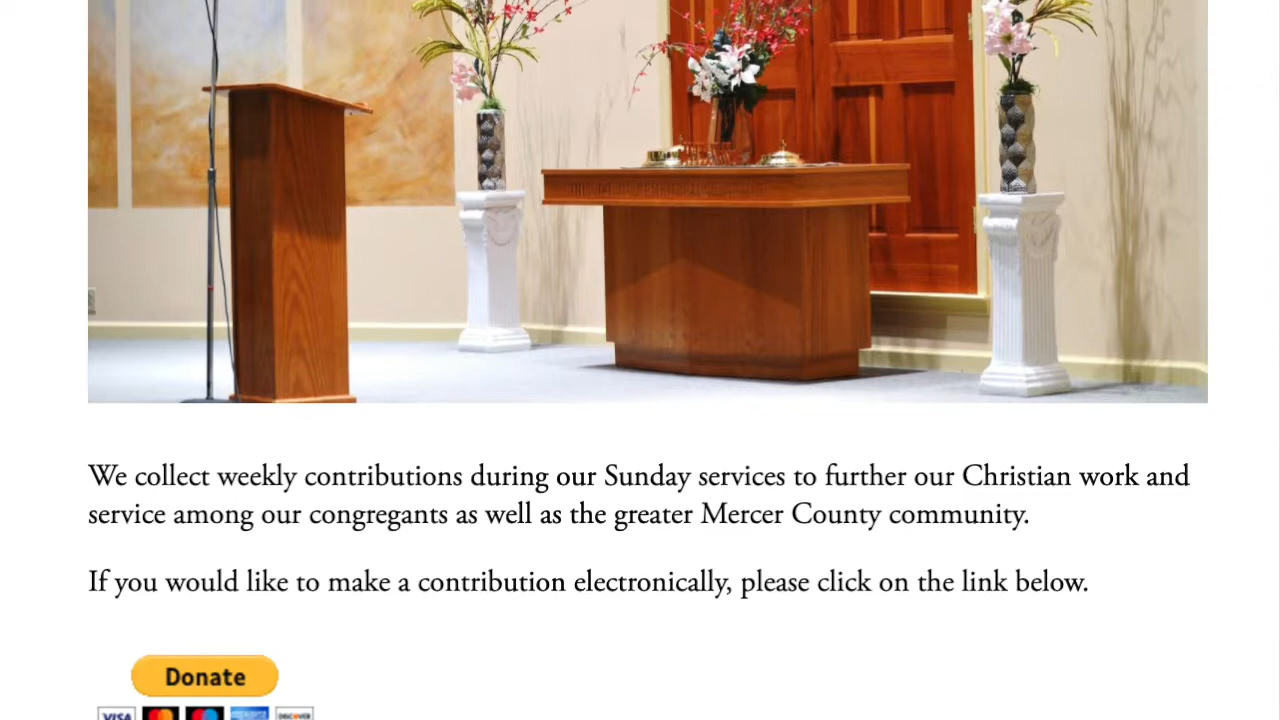 We collect weekly contributions during our Sunday services to further our Christian work and
service among our congregants as well as the greater Mercer County community.
If you would like to make a contribution electronically, please click on the link below.
Donate
VISA DISCOVER